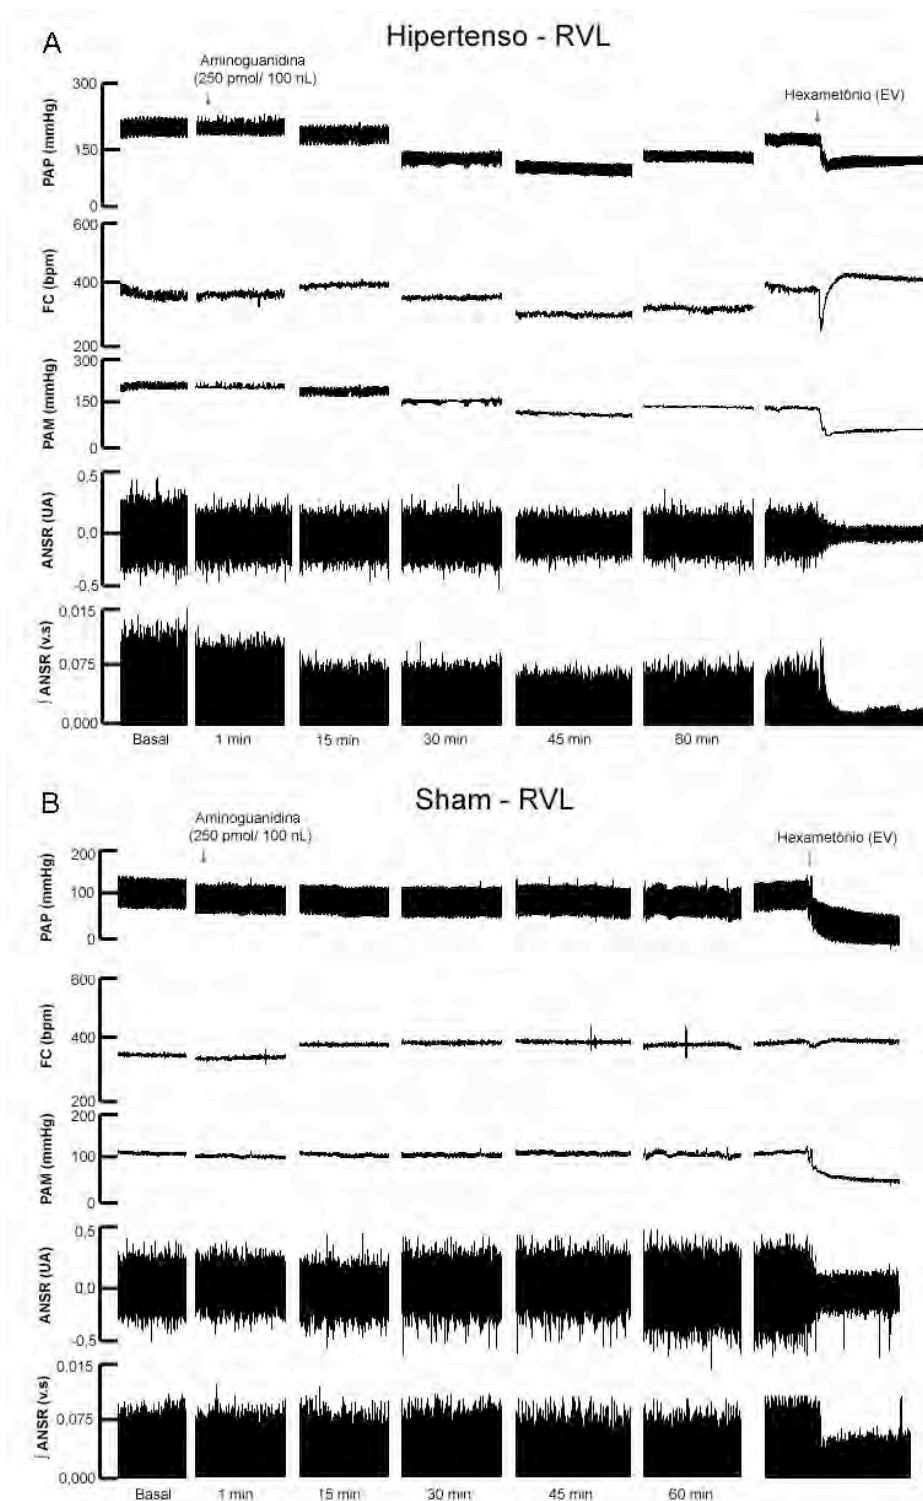 A
Hipertenso - RVL
Aminoguanidina
(250 pmol/ 100 nL)
Hexametônio (EV)
PAP (mmHg)
300
150
0
FC (bpm)
600
400
200
PAM (mmHg)
300
150
0
ANSR (UA)
0,5
0,0
-0,5
∫ ANSR (v.s)
0,015
0,075
0,000
Basal 1 min 15 min 30 min 45 min 60 min
B
Sham - RVL
Aminoguanidina
(250 pmol/ 100 nL)
Hexametônio (EV)
PAP (mmHg)
200
100
0
FC (bpm)
600
400
200
PAM (mmHg)
200
100
0
ANSR (UA)
0,5
0,0
-0,5
∫ ANSR (v.s)
0,015
0,075
0,000
Basal 1 min 15 min 30 min 45 min 60 min